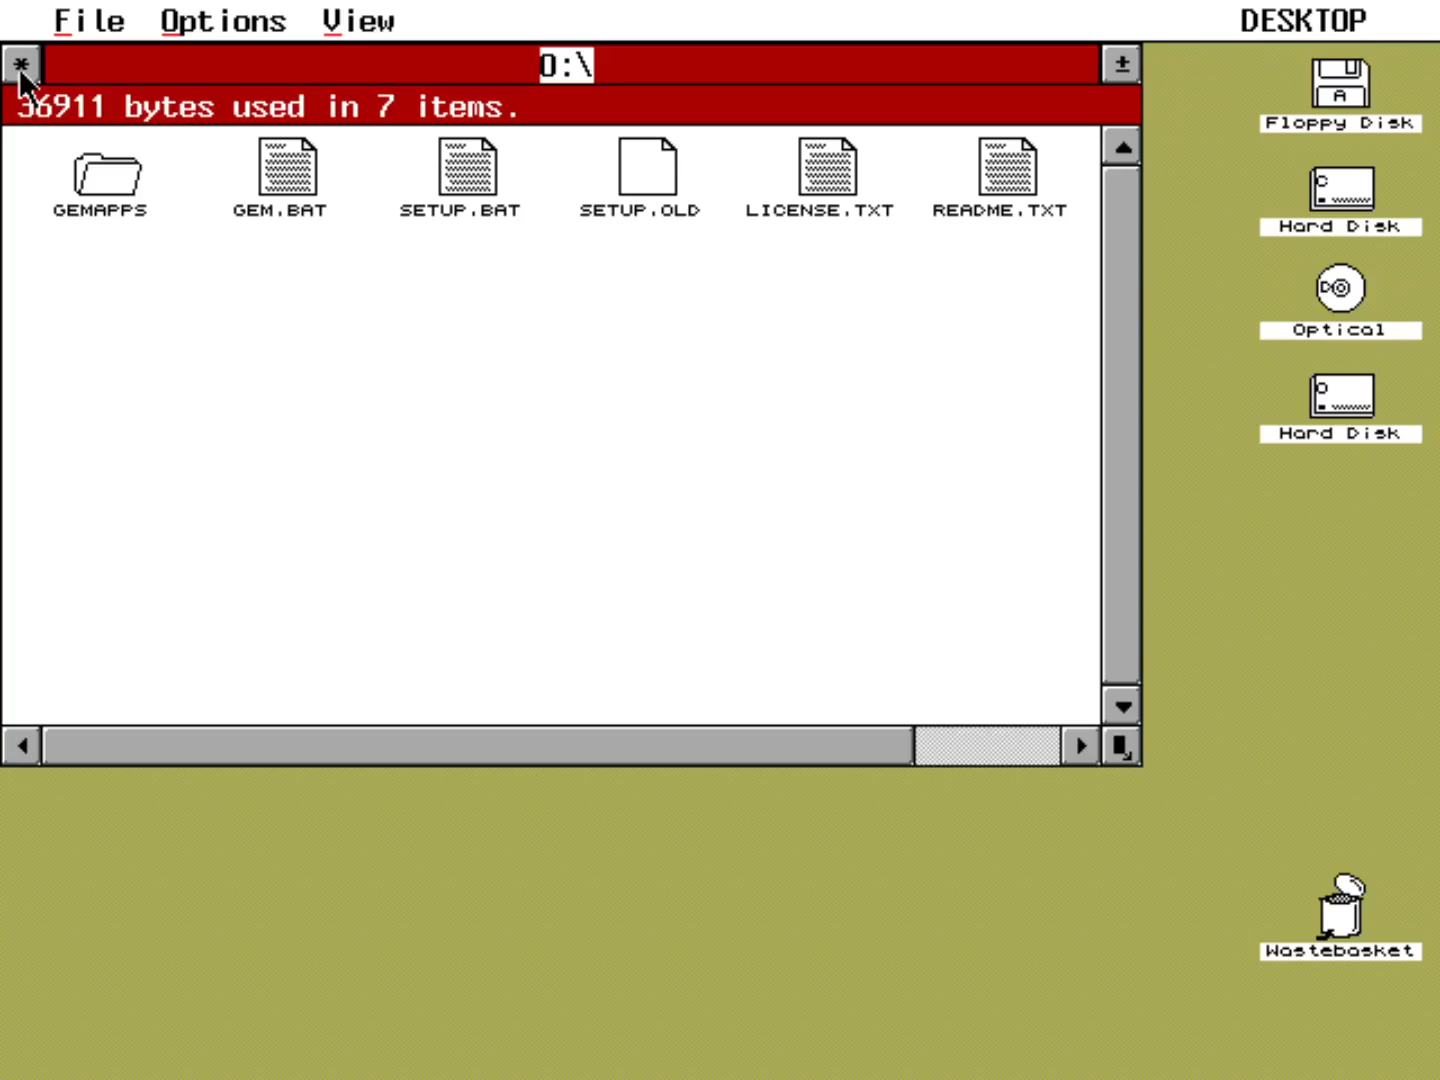 File Options View DESKTOP
O:\
36911 bytes used in 7 items.
GEMAPPS GEM.BAT SETUP.BAT SETUP.OLD LICENSE.TXT README.TXT
A
Floppy Disk
C
Hard Disk
D
Optical
Hard Disk
Wastebasket